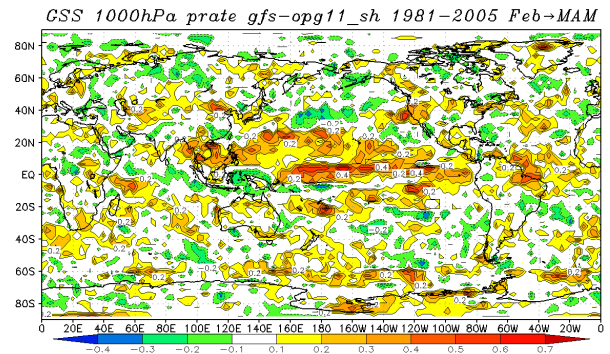 GSS 1000hPa prate gfs-opg11_sh 1981-2005 Feb→MAM
80N
60N
40N
20N
EQ
20S
40S
60S
80S
0 20E 40E 60E 80E 100E 120E 140E 160E 180 160W 140W 120W 100W 80W 60W 40W 20W 0
-0.4 -0.3 -0.2 -0.1 0.1 0.2 0.3 0.4 0.5 0.6 0.7